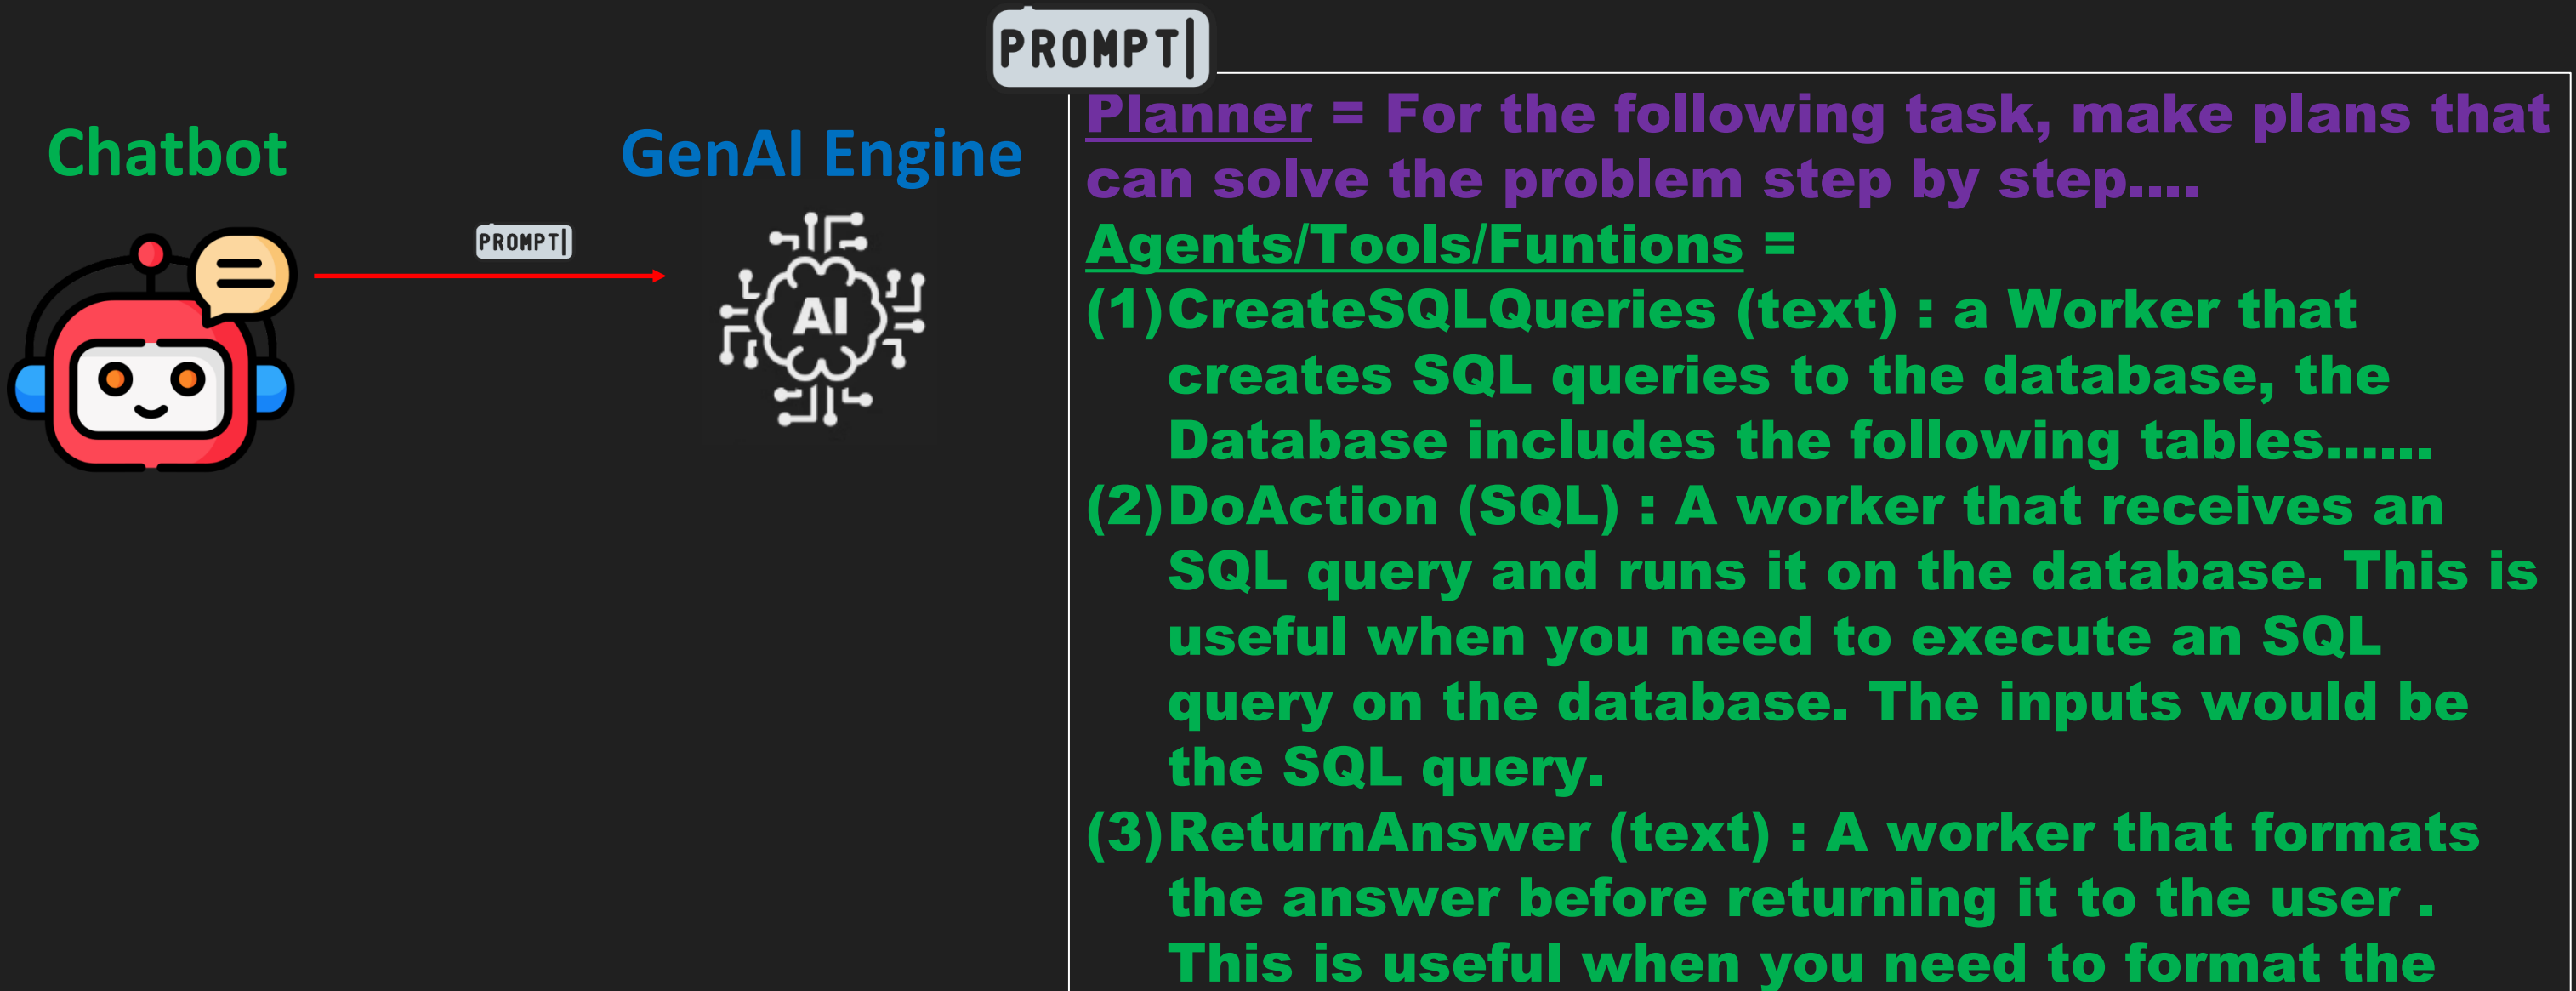 PROMPT
Chatbot
GenAI Engine
PROMPT
AI
Planner = For the following task, make plans that
can solve the problem step by step....
Agents/Tools/Funtions =
(1)CreateSQLQueries (text) : a Worker that
creates SQL queries to the database, the
Database includes the following tables......
(2)DoAction (SQL) : A worker that receives an
SQL query and runs it on the database. This is
useful when you need to execute an SQL
query on the database. The inputs would be
the SQL query.
(3)ReturnAnswer (text) : A worker that formats
the answer before returning it to the user .
This is useful when you need to format the